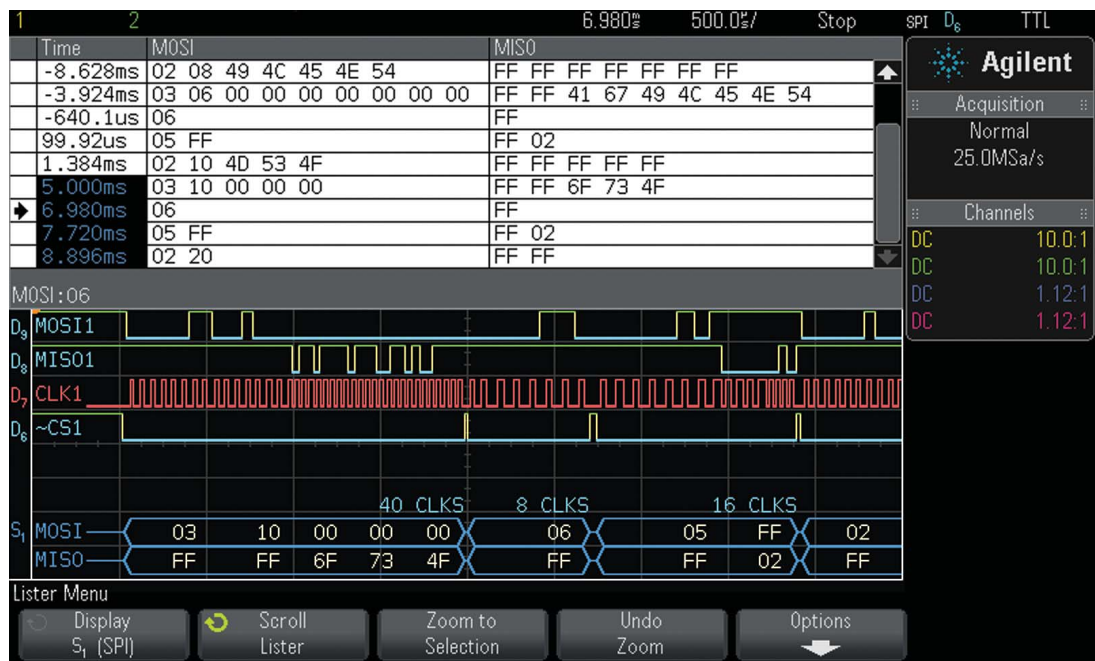 1 2 6.980ms 500.0us/ Stop SPI D6 TTL
Time MOSI MISO
-8.628ms 02 08 49 4C 45 4E 54 FF FF FF FF FF FF FF
-3.924ms 03 06 00 00 00 00 00 00 00 FF FF 41 67 49 4C 45 4E 54
-640.1us 06 FF
99.92us 05 FF FF 02
1.384ms 02 10 4D 53 4F FF FF FF FF FF
5.000ms 03 10 00 00 00 FF FF 6F 73 4F
6.980ms 06 FF
7.720ms 05 FF FF 02
8.896ms 02 20 FF FF
MOSI:06
Agilent
Acquisition
Normal
25.0MSa/s
Channels
DC 10.0:1
DC 10.0:1
DC 1.12:1
DC 1.12:1
D9 MOSI1
D8 MISO1
D7 CLK1
D6 ~CS1
40 CLKS 8 CLKS 16 CLKS
S1 MOSI 03 10 00 00 00 06 05 FF 02
MISO FF FF 6F 73 4F FF FF 02 FF
Lister Menu
Display Scroll Zoom to Undo Options
S1 (SPI) Lister Selection Zoom